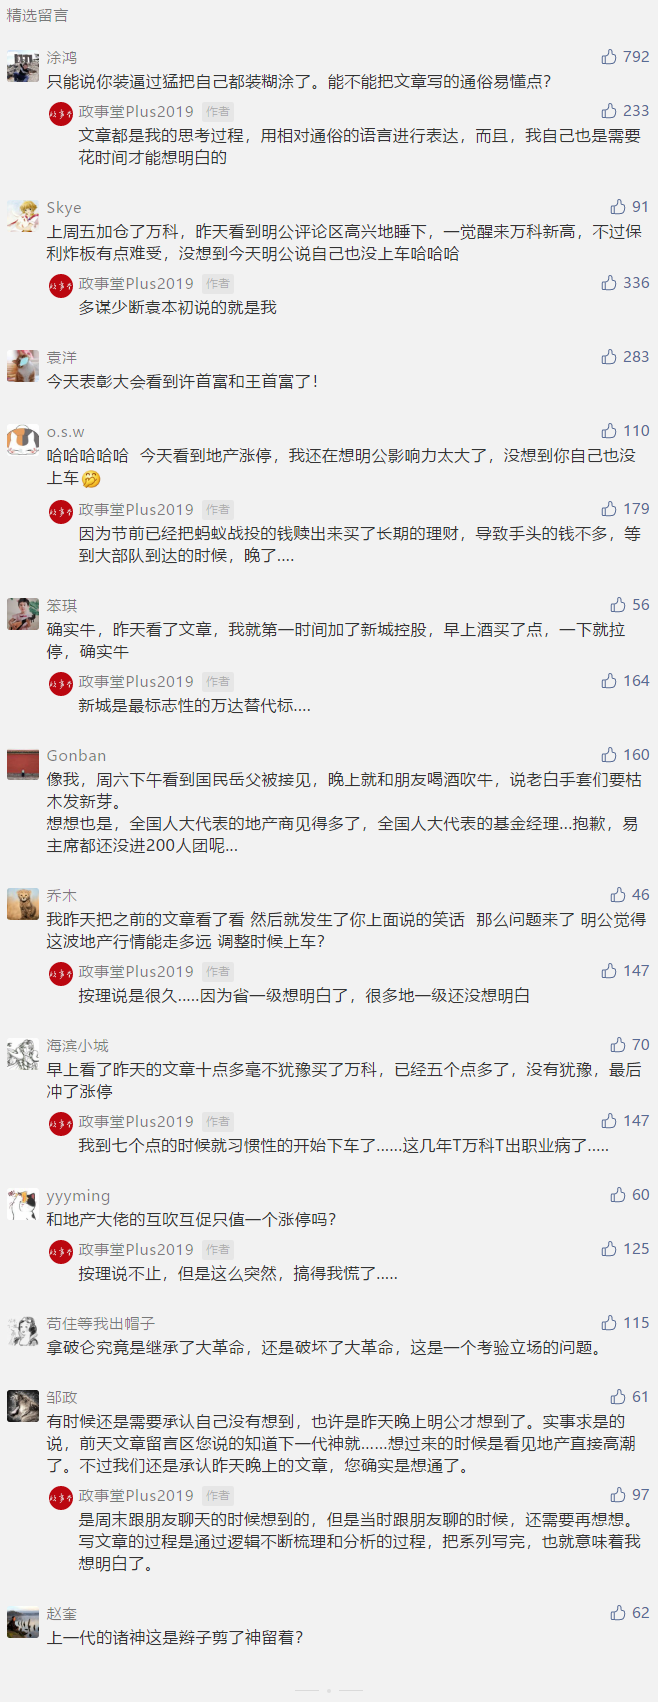 精选留言
涂鸿 792
只能说你装逼过猛把自己都装糊涂了。能不能把文章写的通俗易懂点？
政事堂Plus2019 作者 233
文章都是我的思考过程，用相对通俗的语言进行表达，而且，我自己也是需要
花时间才能想明白的
Skye 91
上周五加仓了万科，昨天看到明公评论区高兴地睡下，一觉醒来万科新高，不过保
利炸板有点难受，没想到今天明公说自己也没上车哈哈哈
政事堂Plus2019 作者 336
多谋少断袁本初说的就是我
袁洋 283
今天表彰大会看到许首富和王首富了！
o.s.w 110
哈哈哈哈哈 今天看到地产涨停，我还在想明公影响力太大了，没想到你自己也没
上车🤣
政事堂Plus2019 作者 179
因为节前已经把蚂蚁战投的钱赎出来买了长期的理财，导致手头的钱不多，等
到大部队到达的时候，晚了....
笨琪 56
确实牛，昨天看了文章，我就第一时间加了新城控股，早上酒买了点，一下就拉
停，确实牛
政事堂Plus2019 作者 164
新城是最标志性的万达替代标....
Gonban 160
像我，周六下午看到国民岳父被接见，晚上就和朋友喝酒吹牛，说老白手套们要枯
木发新芽。
想想也是，全国人大代表的地产商见得多了，全国人大代表的基金经理...抱歉，易
主席都还没进200人团呢...
乔木 46
我昨天把之前的文章看了看 然后就发生了你上面说的笑话 那么问题来了 明公觉得
这波地产行情能走多远 调整时候上车？
政事堂Plus2019 作者 147
按理说是很久.....因为省一级想明白了，很多地一级还没想明白
海滨小城 70
早上看了昨天的文章十点多毫不犹豫买了万科，已经五个点多了，没有犹豫，最后
冲了涨停
政事堂Plus2019 作者 147
我到七个点的时候就习惯性的开始下车了......这几年T万科T出职业病了.....
yyyming 60
和地产大佬的互吹互促只值一个涨停吗？
政事堂Plus2019 作者 125
按理说不止，但是这么突然，搞得我慌了.....
苟住等我出帽子 115
拿破仑究竟是继承了大革命，还是破坏了大革命，这是一个考验立场的问题。
邹政 61
有时候还是需要承认自己没有想到，也许是昨天晚上明公才想到了。实事求是的
说，前天文章留言区您说的知道下一代神就......想过来的时候是看见地产直接高潮
了。不过我们还是承认昨天晚上的文章，您确实是想通了。
政事堂Plus2019 作者 97
是周末跟朋友聊天的时候想到的，但是当时跟朋友聊的时候，还需要再想想。
写文章的过程是通过逻辑不断梳理和分析的过程，把系列写完，也就意味着我
想明白了。
赵奎 62
上一代的诸神这是辫子剪了神留着？